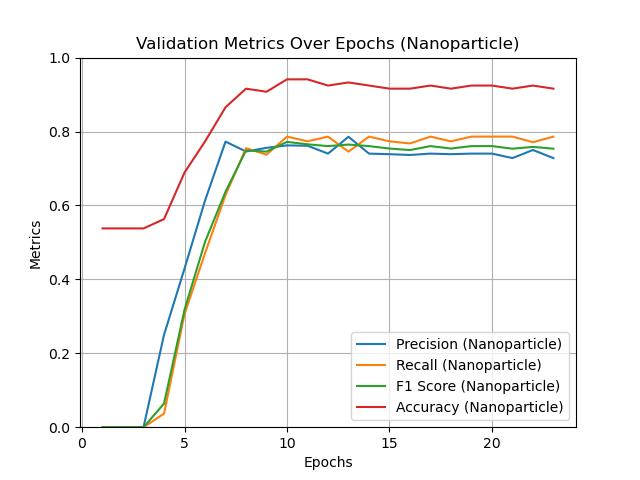 Validation Metrics Over Epochs (Nanoparticle)
1.0
0.8
0.6
0.4
0.2
0.0
Metrics
0
5
10
15
20
Epochs
Precision (Nanoparticle)
Recall (Nanoparticle)
F1 Score (Nanoparticle)
Accuracy (Nanoparticle)